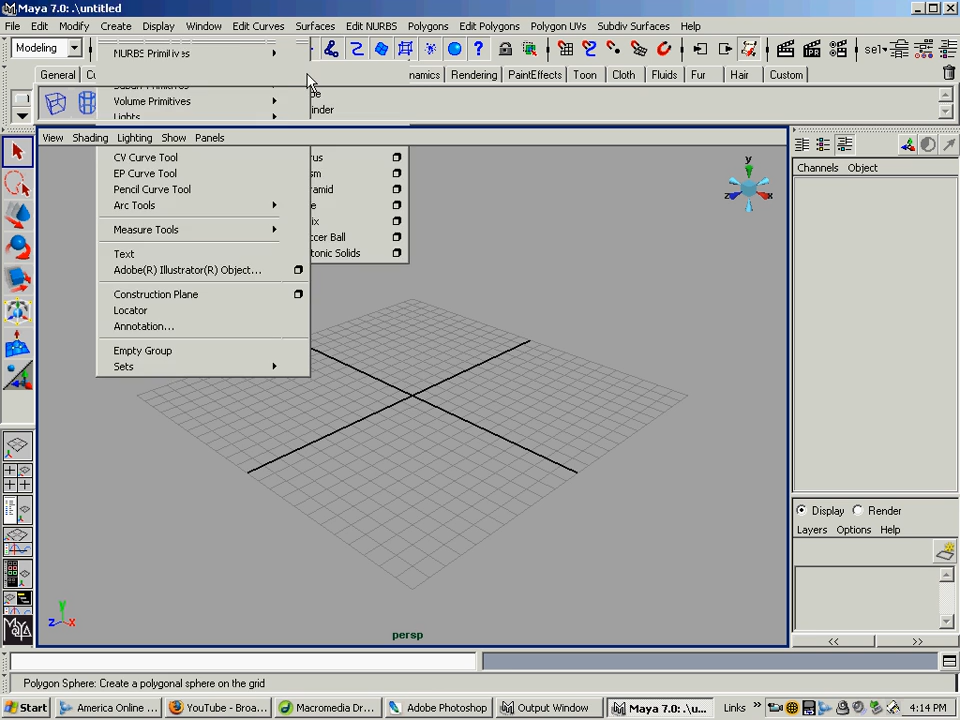 Maya 7.0: .\untitled
File Edit Modify Create Display Window Edit Curves Surfaces Edit NURBS Polygons Edit Polygons Polygon UVs Subdiv Surfaces Help
Modeling
sel
NURBS Primitives
General Cu
namics Rendering PaintEffects Toon Cloth Fluids Fur Hair Custom
Volume Primitives
inder
Lights
View Shading Lighting Show Panels
CV Curve Tool
EP Curve Tool
Pencil Curve Tool
Arc Tools
Measure Tools
Text
Adobe(R) Illustrator(R) Object...
Construction Plane
Locator
Annotation...
Empty Group
Sets
rus
sm
ramid
e
ix
ccer Ball
tonic Solids
y
z
x
Channels Object
Display Render
Layers Options Help
y
z x
persp
<< >>
MAYA
Polygon Sphere: Create a polygonal sphere on the grid
Start America Online ... YouTube - Broa... Macromedia Dr... Adobe Photoshop Output Window Maya 7.0: .\u... Links » 4:14 PM